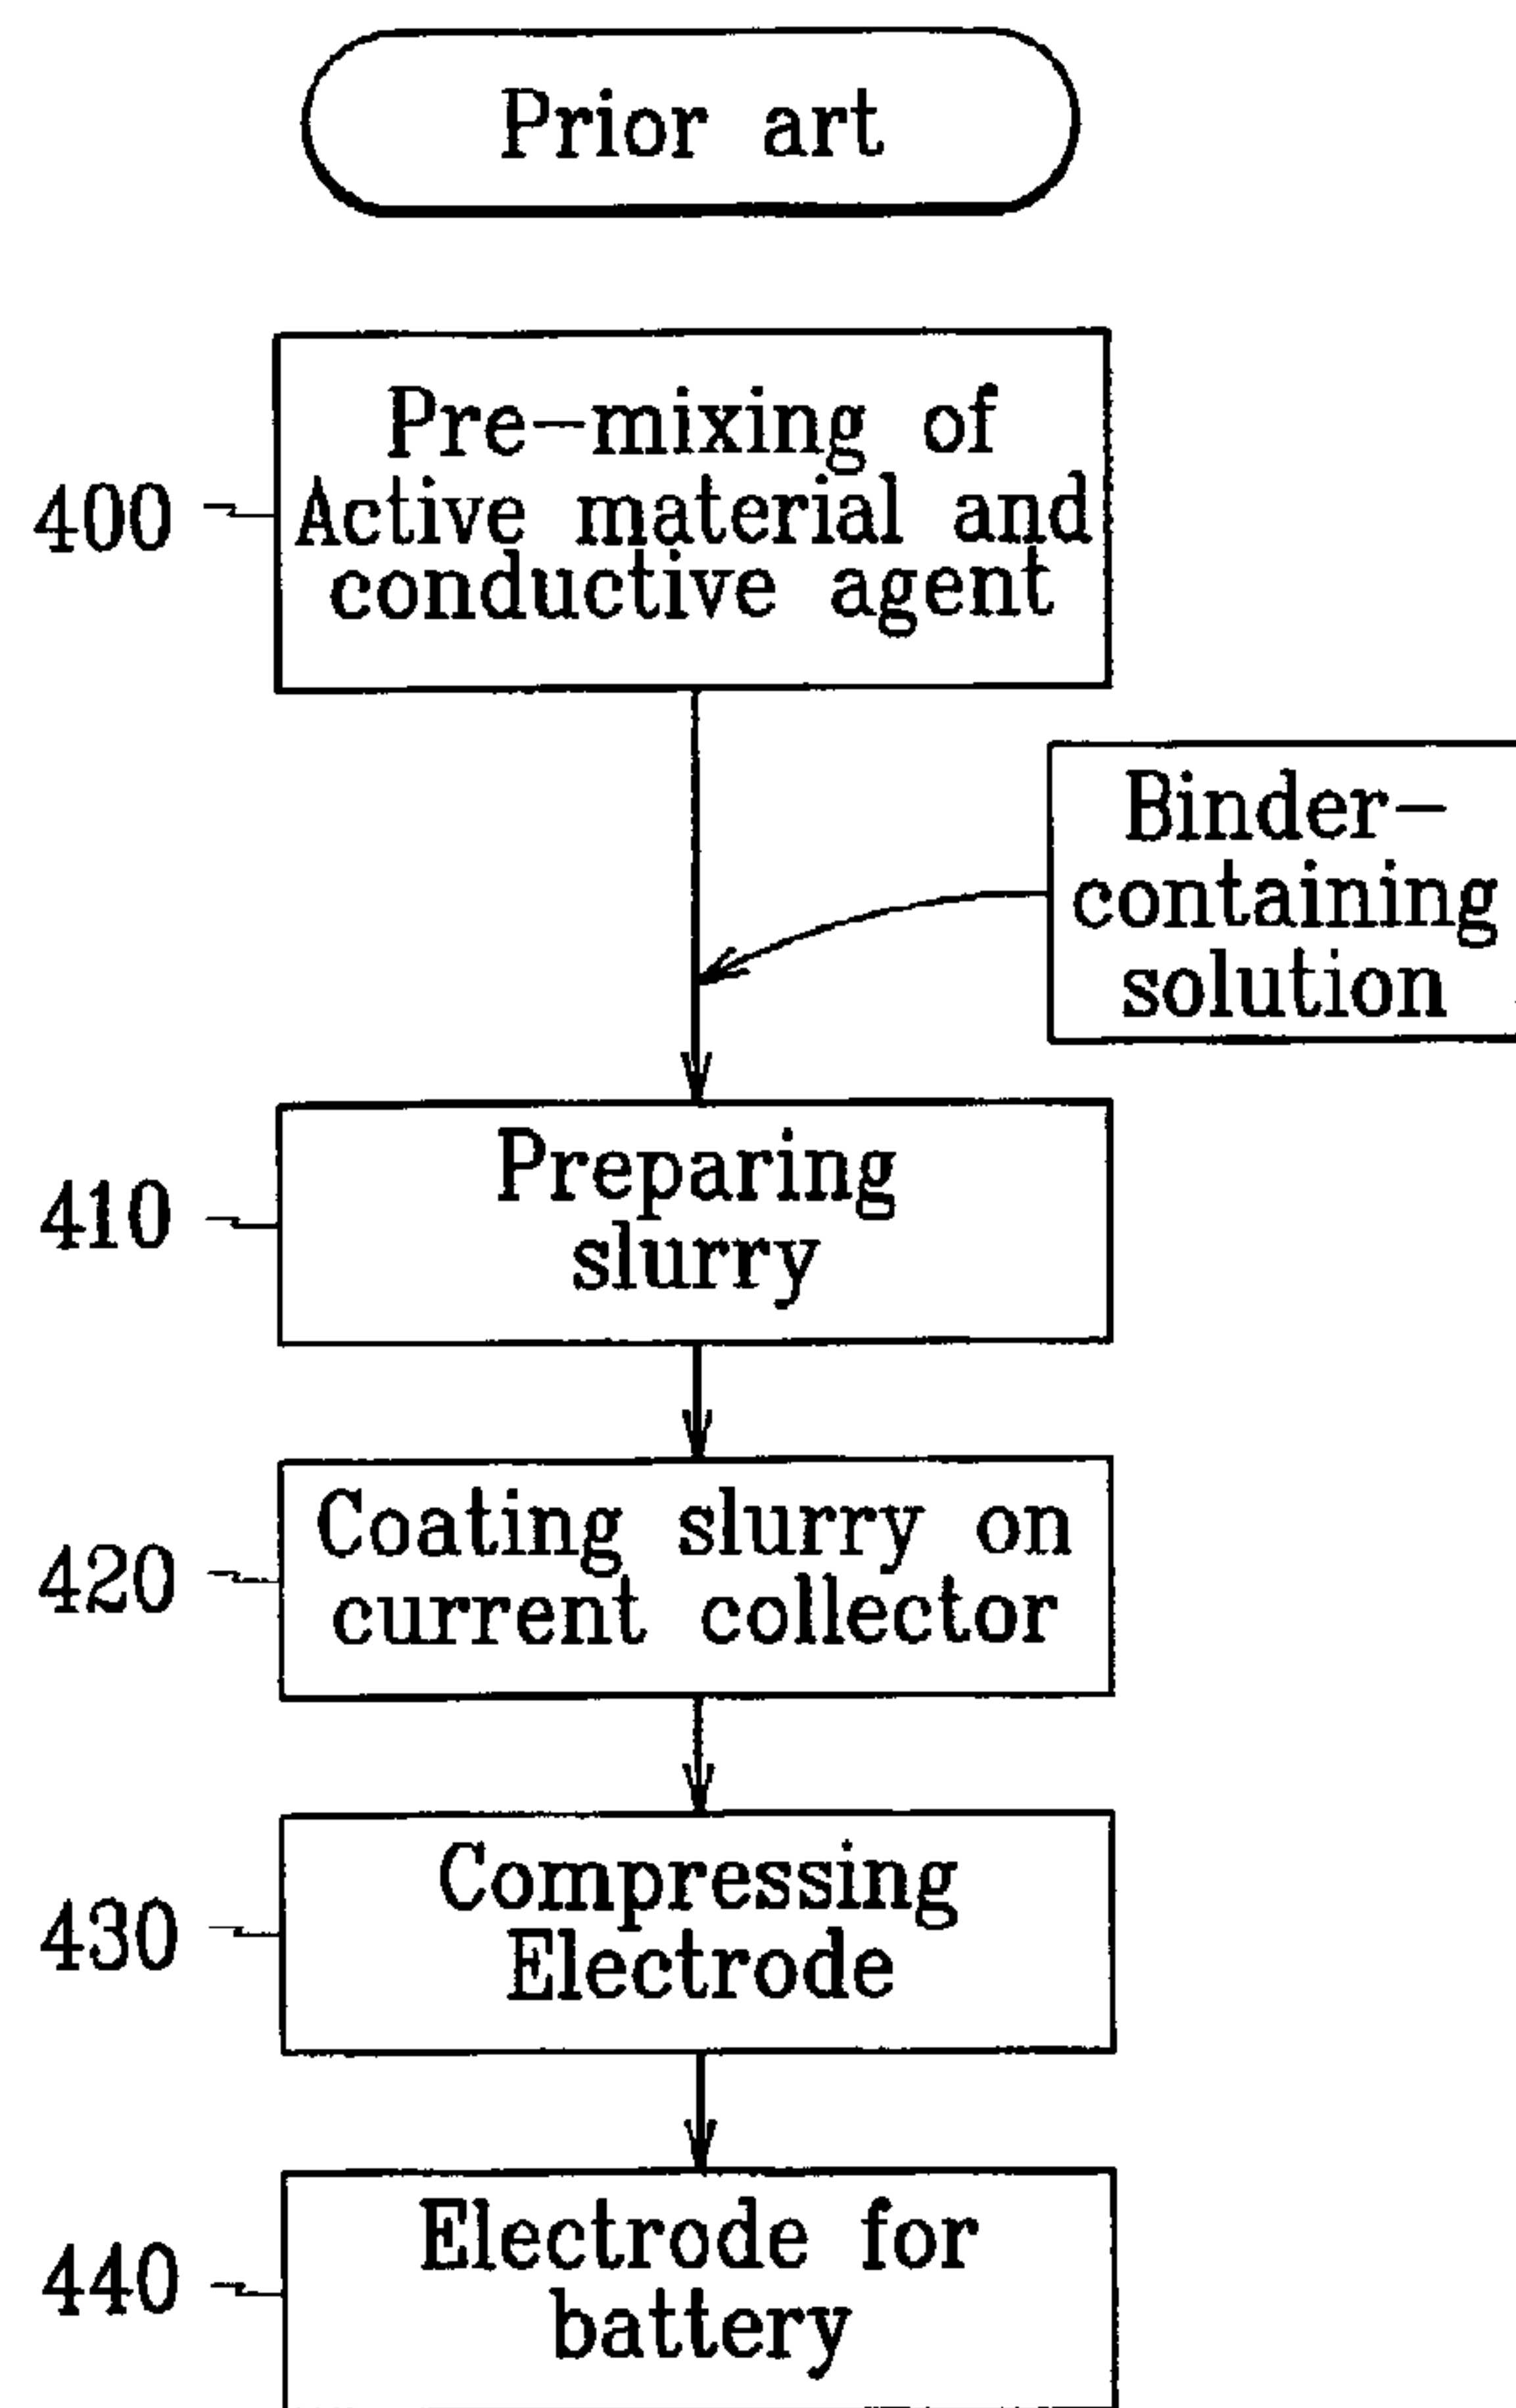 Prior art
400
Pre-mixing of
Active material and
conductive agent
Binder-
containing
solution
410
Preparing
slurry
420
Coating slurry on
current collector
430
Compressing
Electrode
440
Electrode for
battery